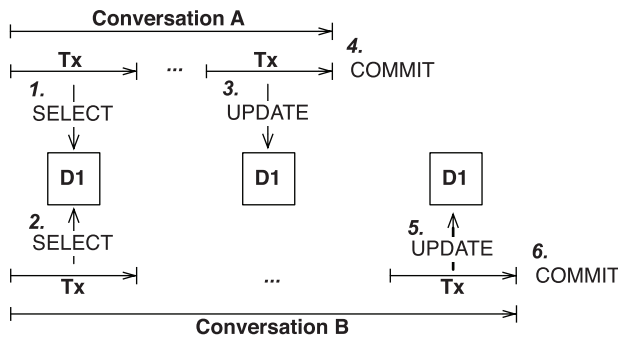 Conversation A
Tx ... Tx 4.
COMMIT
1. 3.
SELECT UPDATE
D1 D1 D1
2. 5.
SELECT UPDATE 6.
COMMIT
Tx ... Tx
Conversation B